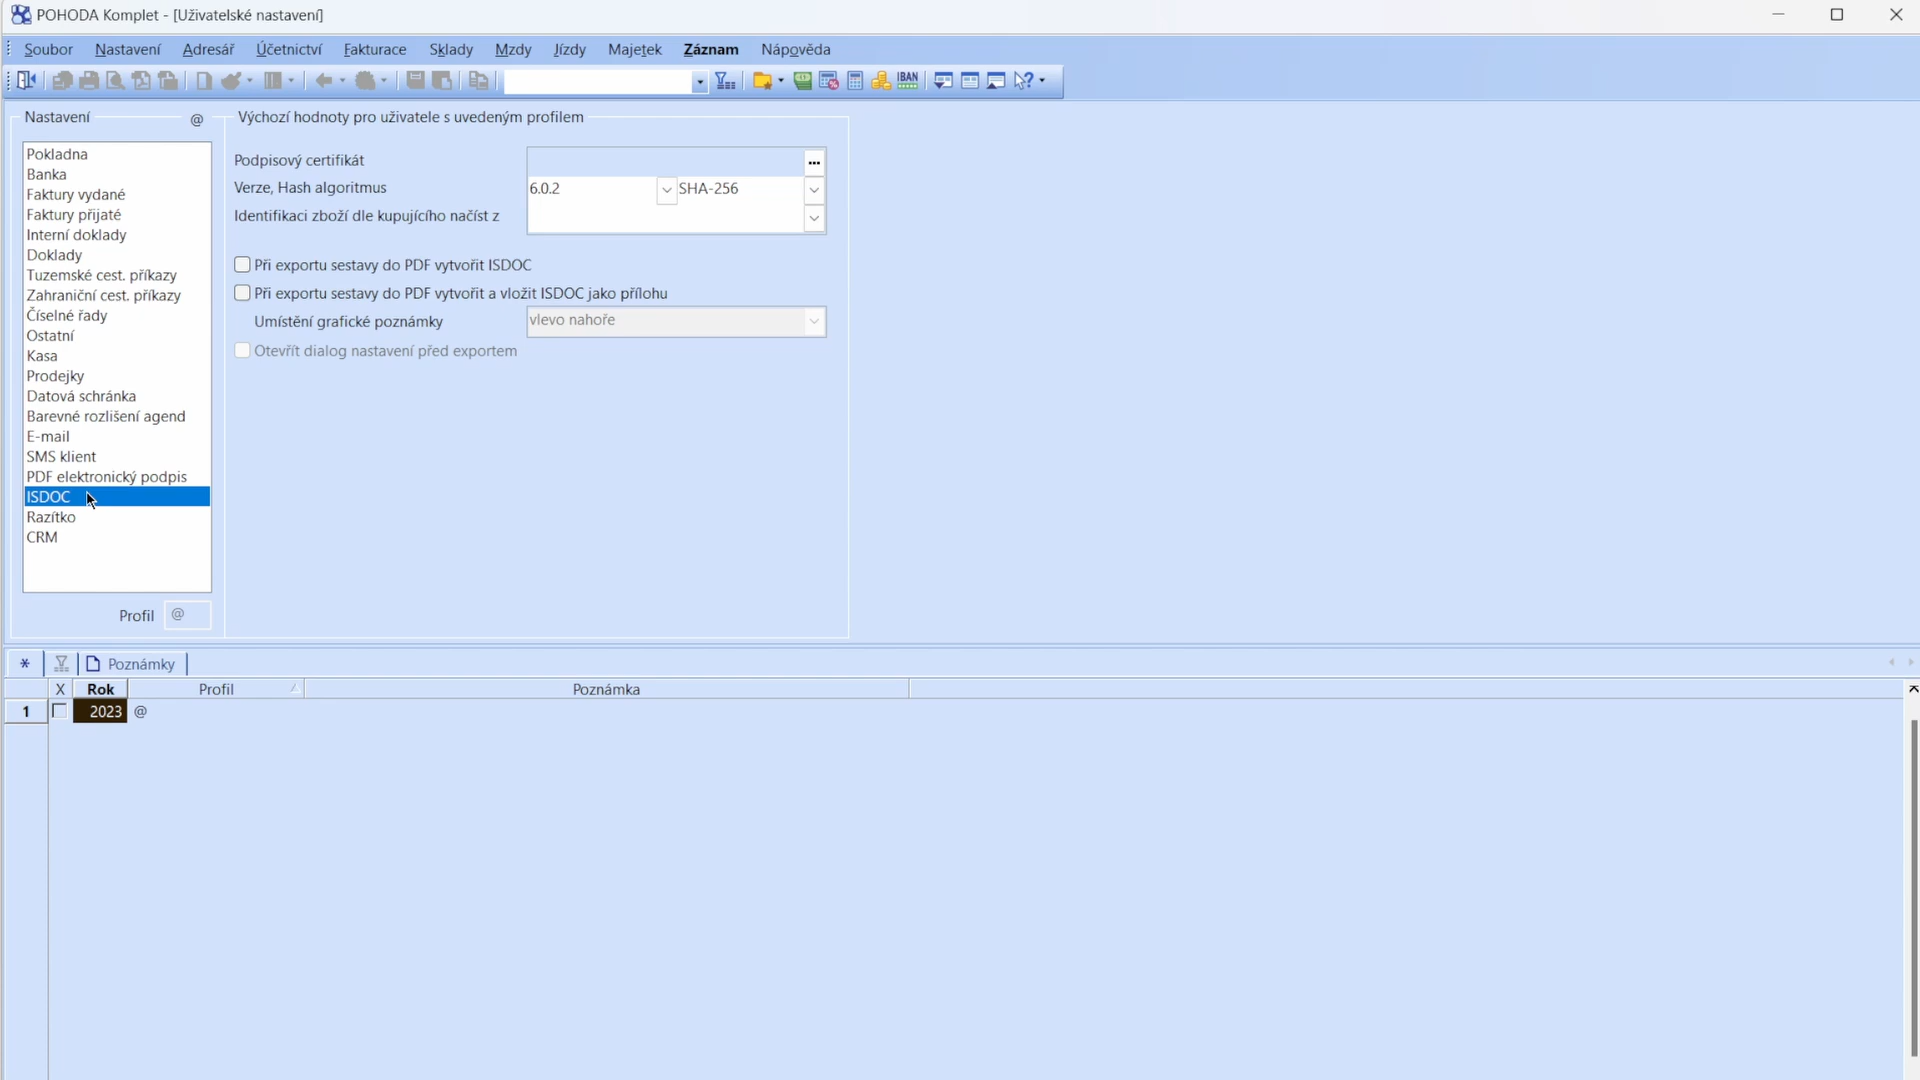 POHODA Komplet - [Uživatelské nastavení]
Soubor Nastavení Adresář Účetnictví Fakturace Sklady Mzdy Jízdy Majetek Záznam Nápověda
IBAN
Nastavení @
Výchozí hodnoty pro uživatele s uvedeným profilem
Pokladna
Banka
Faktury vydané
Faktury přijaté
Interní doklady
Doklady
Tuzemské cest. příkazy
Zahraniční cest. příkazy
Číselné řady
Ostatní
Kasa
Prodejky
Datová schránka
Barevné rozlišení agend
E-mail
SMS klient
PDF elektronický podpis
ISDOC
Razítko
CRM
Profil @
Podpisový certifikát ...
Verze, Hash algoritmus 6.0.2 SHA-256
Identifikaci zboží dle kupujícího načíst z
Při exportu sestavy do PDF vytvořit ISDOC
Při exportu sestavy do PDF vytvořit a vložit ISDOC jako přílohu
Umístění grafické poznámky vlevo nahoře
Otevřít dialog nastavení před exportem
* Poznámky
X Rok Profil Poznámka
1 2023 @